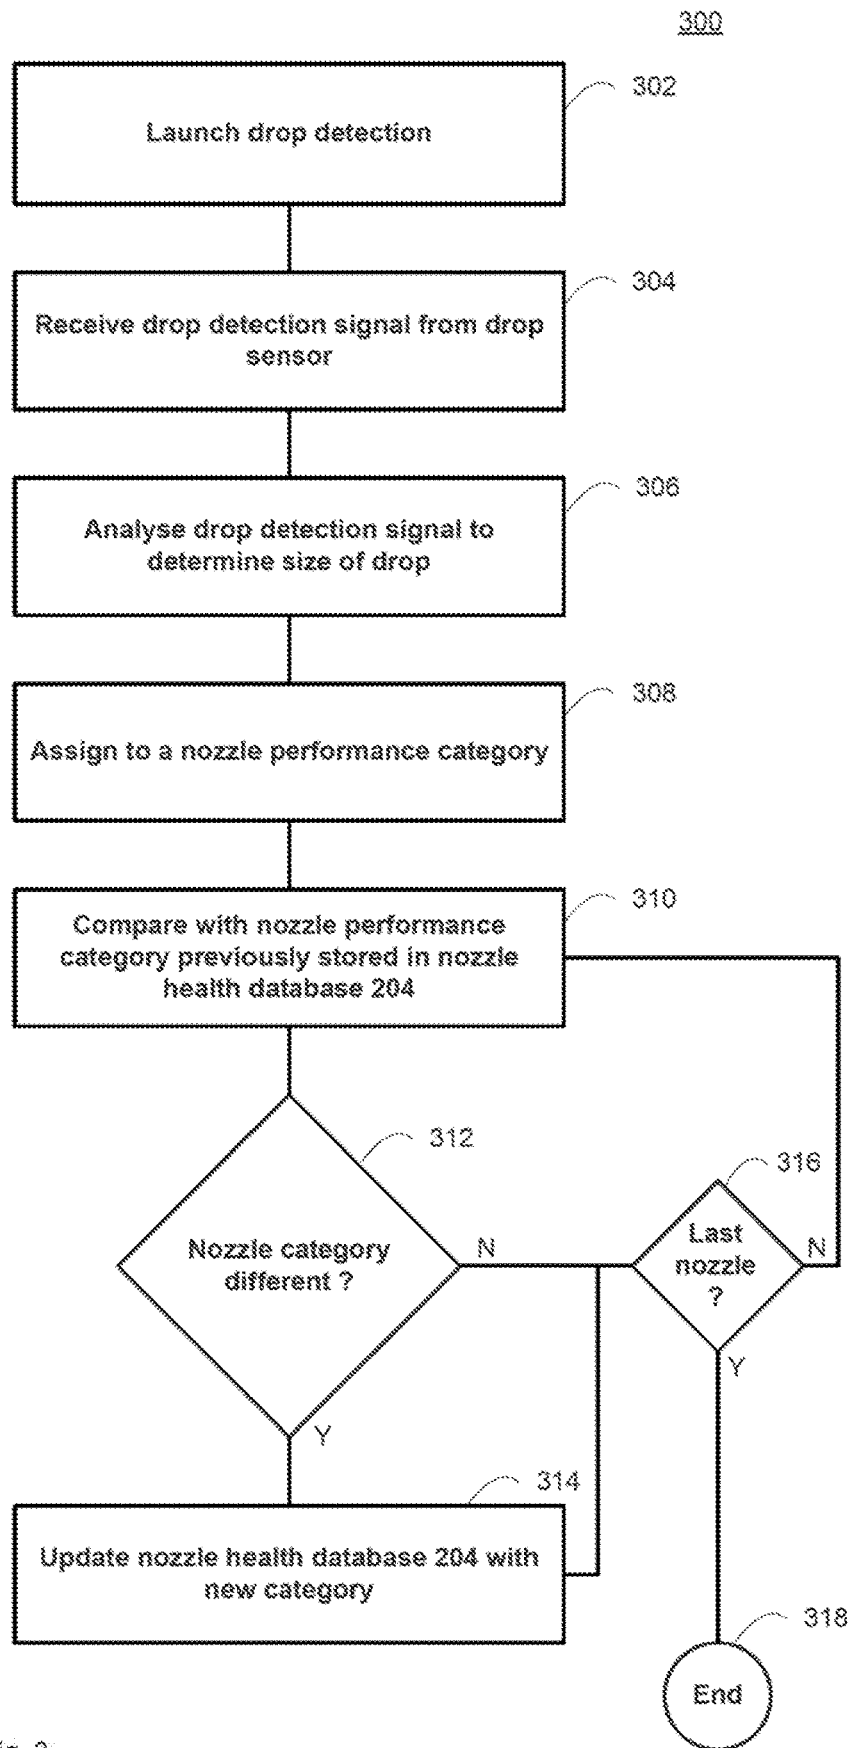 300
302
Launch drop detection
304
Receive drop detection signal from drop
sensor
306
Analyse drop detection signal to
determine size of drop
308
Assign to a nozzle performance category
310
Compare with nozzle performance
category previously stored in nozzle
health database 204
312
Nozzle category
different ?
N
Y
316
Last
nozzle
?
N
Y
314
Update nozzle health database 204 with
new category
318
End